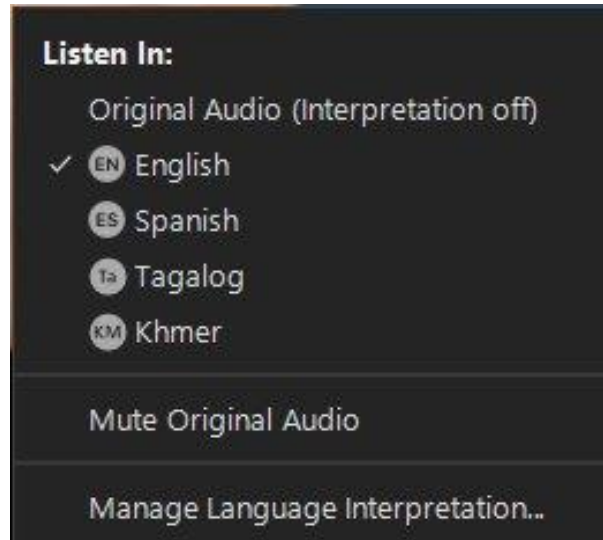 Listen In:
Original Audio (Interpretation off)
EN English
ES Spanish
Ta Tagalog
KM Khmer
Mute Original Audio
Manage Language Interpretation...